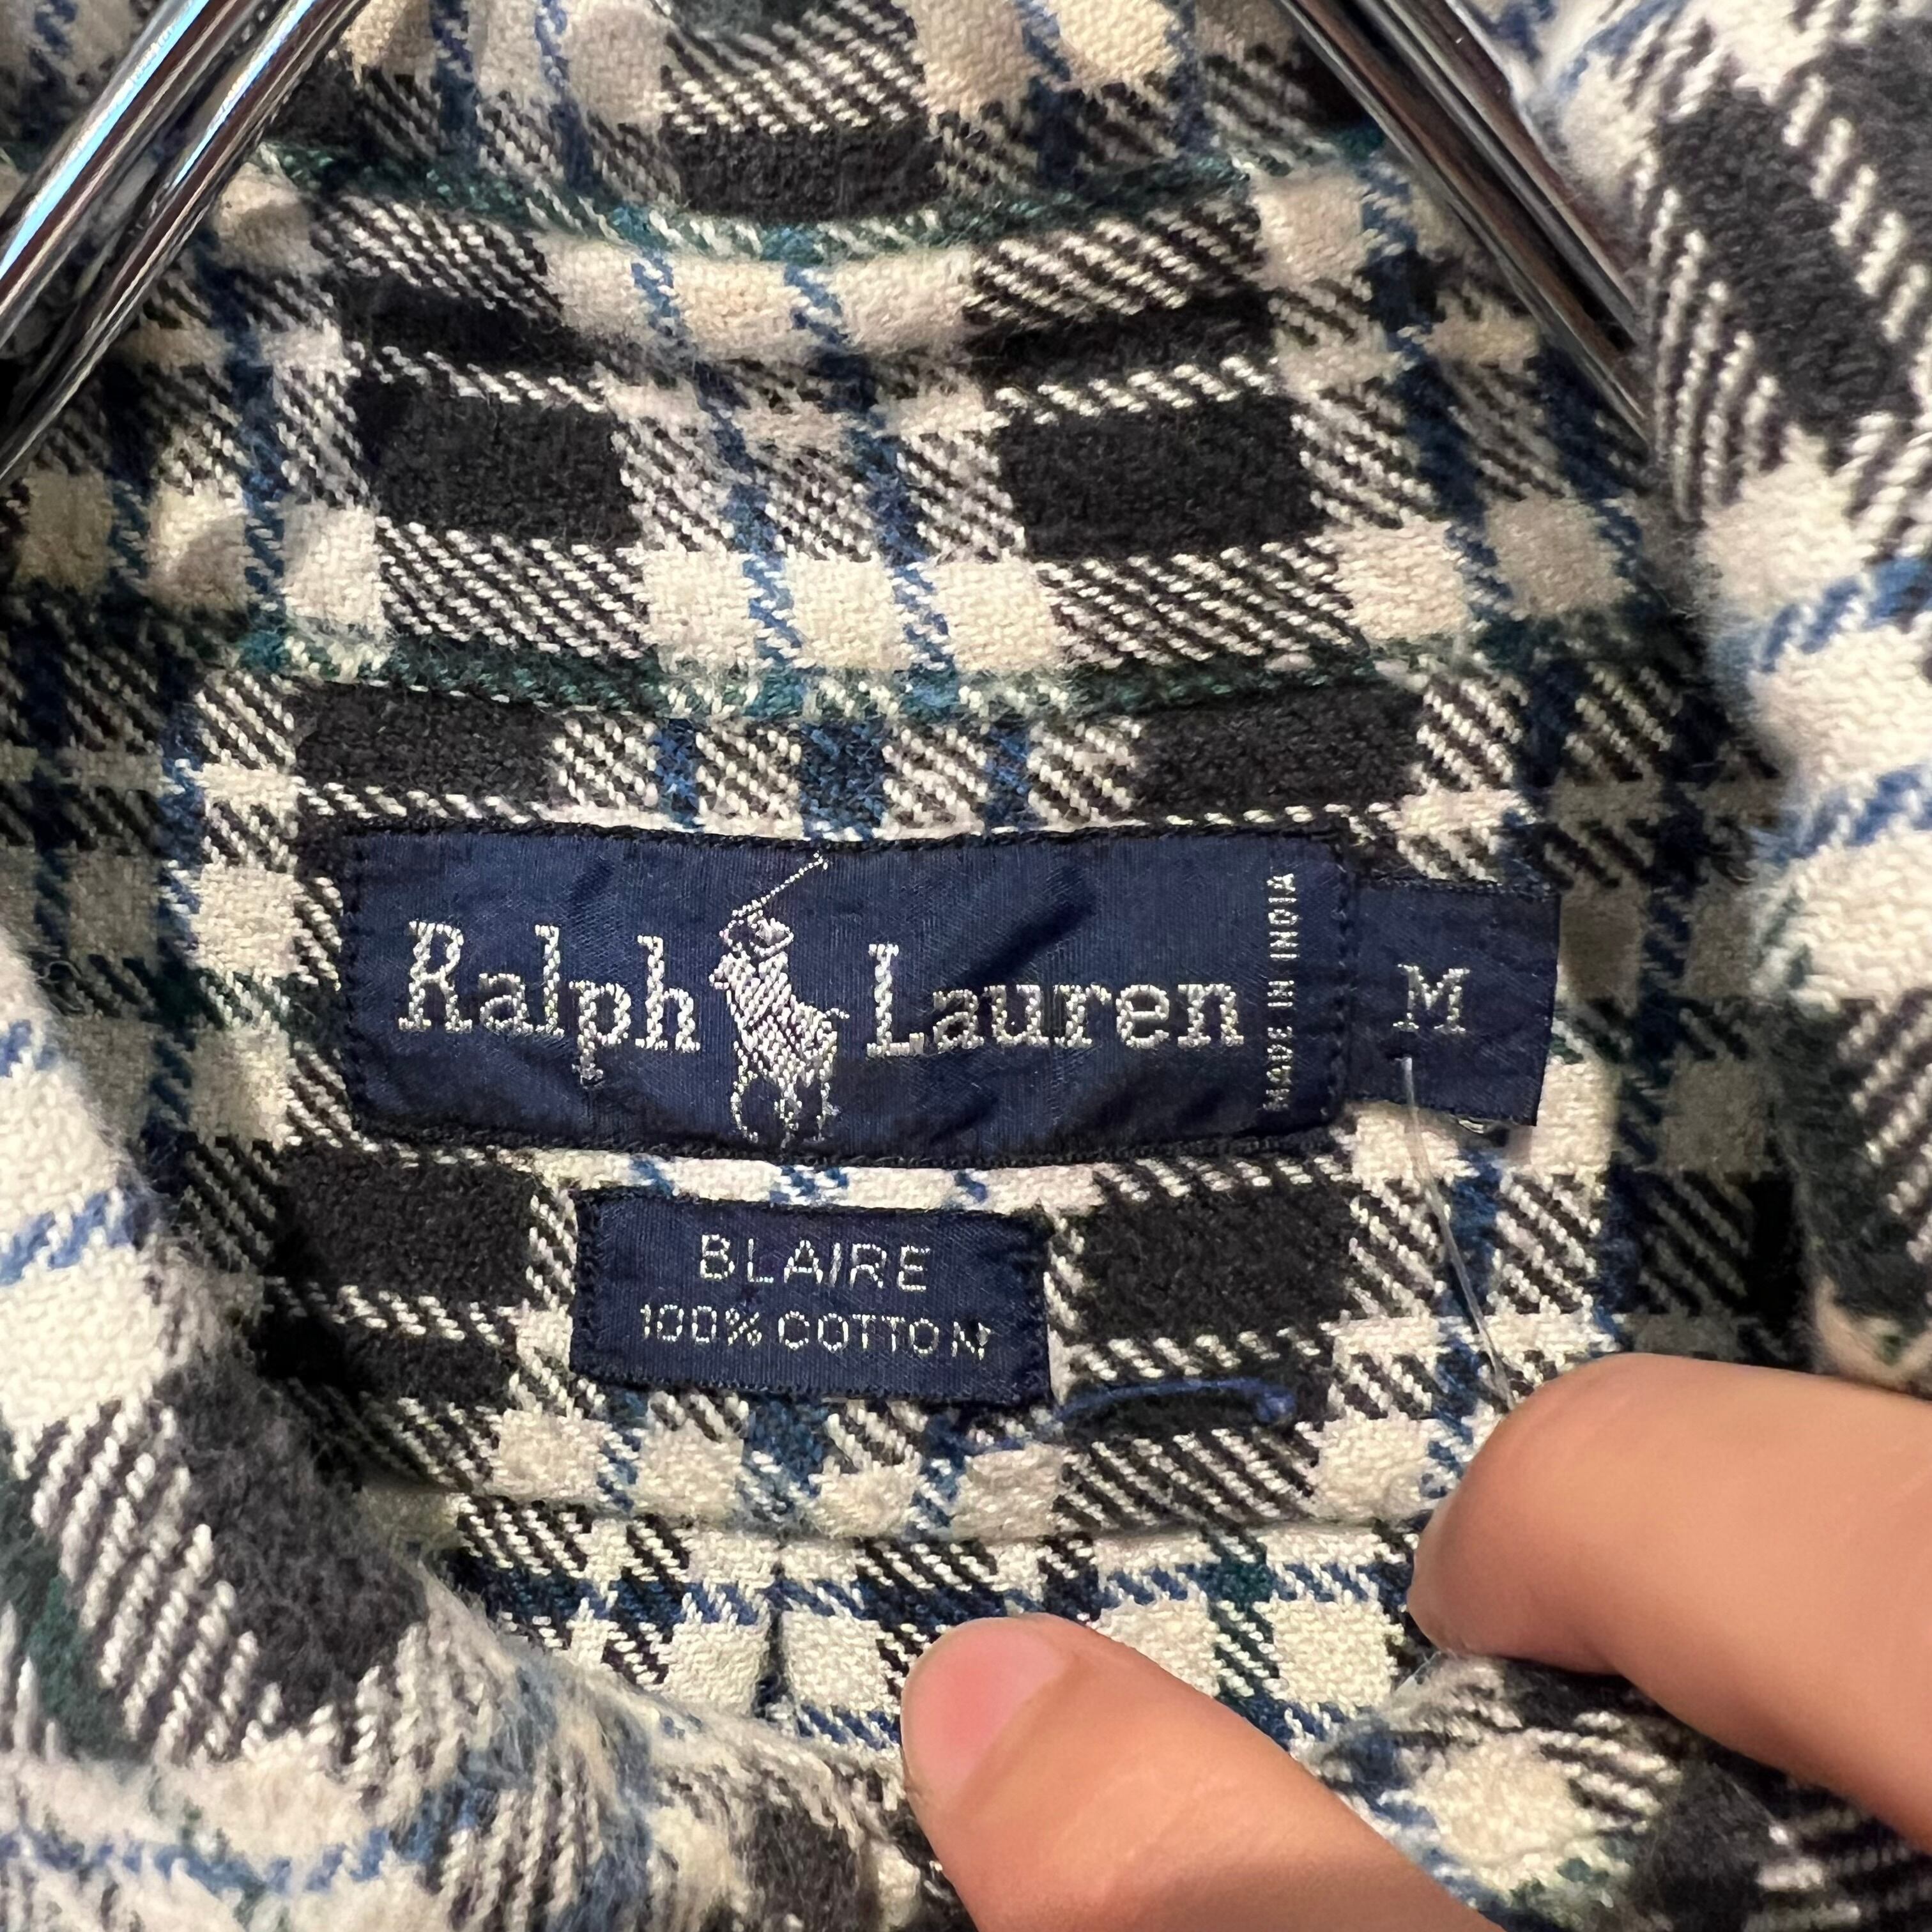 Ralph Lauren
MADE IN INDIA
M
BLAIRE
100% COTTON